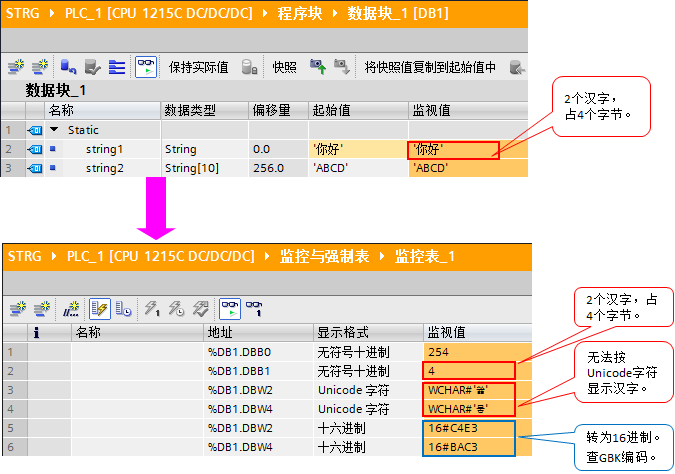 STRG ▸ PLC_1 [CPU 1215C DC/DC/DC] ▸ 程序块 ▸ 数据块_1 [DB1]
保持实际值 快照 将快照值复制到起始值中
数据块_1
名称 数据类型 偏移量 起始值 监视值
1 Static
2 string1 String 0.0 '你好' '你好'
3 string2 String[10] 256.0 'ABCD' 'ABCD'
2个汉字，
占4个字节。
STRG ▸ PLC_1 [CPU 1215C DC/DC/DC] ▸ 监控与强制表 ▸ 监控表_1
i 名称 地址 显示格式 监视值
1 %DB1.DBB0 无符号十进制 254
2 %DB1.DBB1 无符号十进制 4
3 %DB1.DBW2 Unicode 字符 WCHAR#'쓣'
4 %DB1.DBW4 Unicode 字符 WCHAR#'뫃'
5 %DB1.DBW2 十六进制 16#C4E3
6 %DB1.DBW4 十六进制 16#BAC3
2个汉字，占
4个字节。
无法按
Unicode字符
显示汉字。
转为16进制。
查GBK编码。